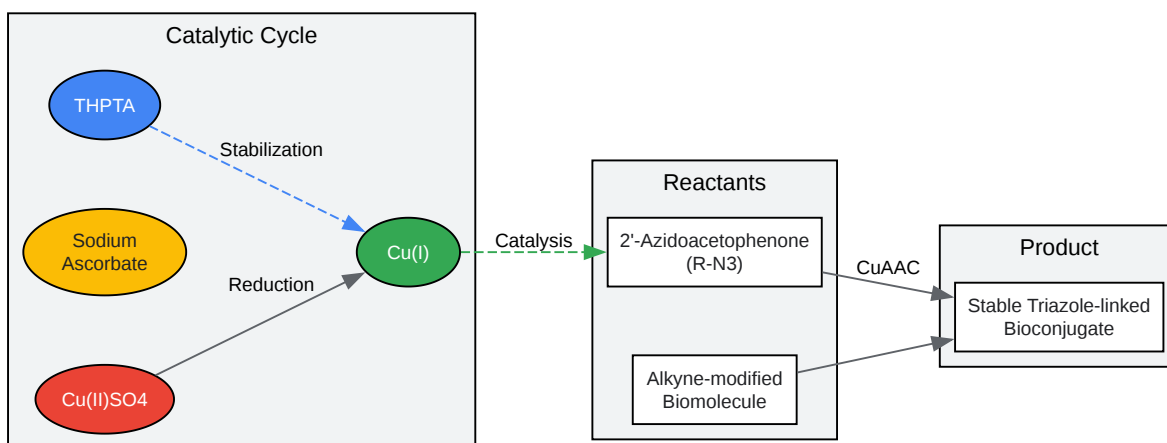 Catalytic Cycle
THPTA
Stabilization
Sodium
Ascorbate
Cu(I)
Reduction
Cu(II)SO4
Catalysis
Reactants
2'-Azidoacetophenone
(R-N3)
Alkyne-modified
Biomolecule
CuAAC
Product
Stable Triazole-linked
Bioconjugate